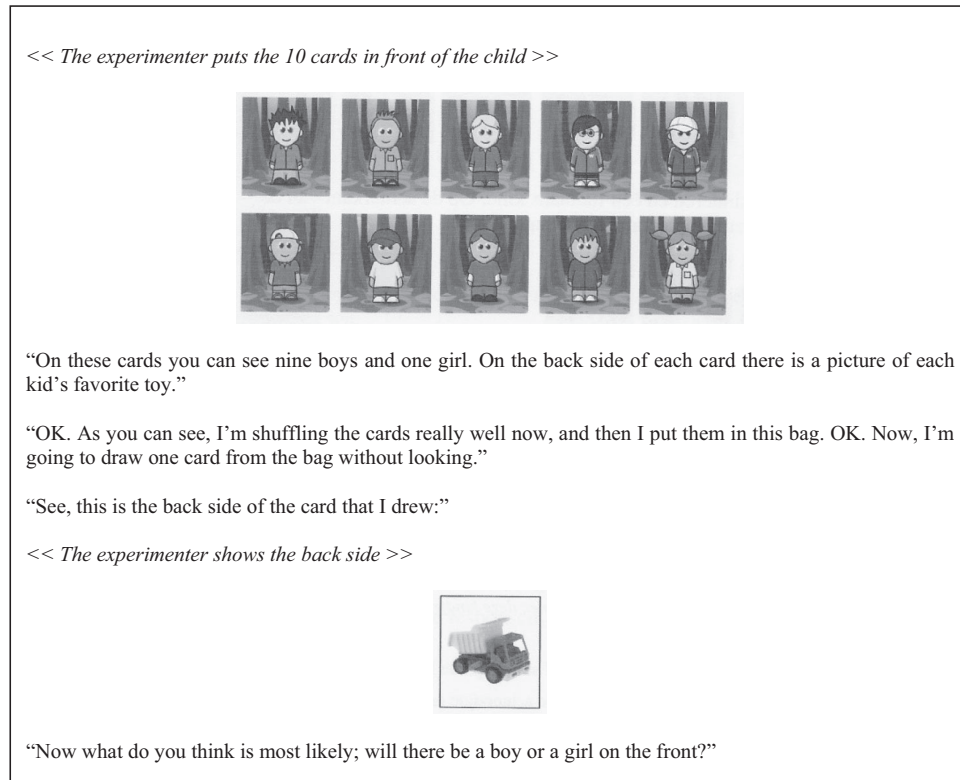 << The experimenter puts the 10 cards in front of the child >>
“On these cards you can see nine boys and one girl. On the back side of each card there is a picture of each
kid’s favorite toy.”
“OK. As you can see, I’m shuffling the cards really well now, and then I put them in this bag. OK. Now, I’m
going to draw one card from the bag without looking.”
“See, this is the back side of the card that I drew:”
<< The experimenter shows the back side >>
“Now what do you think is most likely; will there be a boy or a girl on the front?”